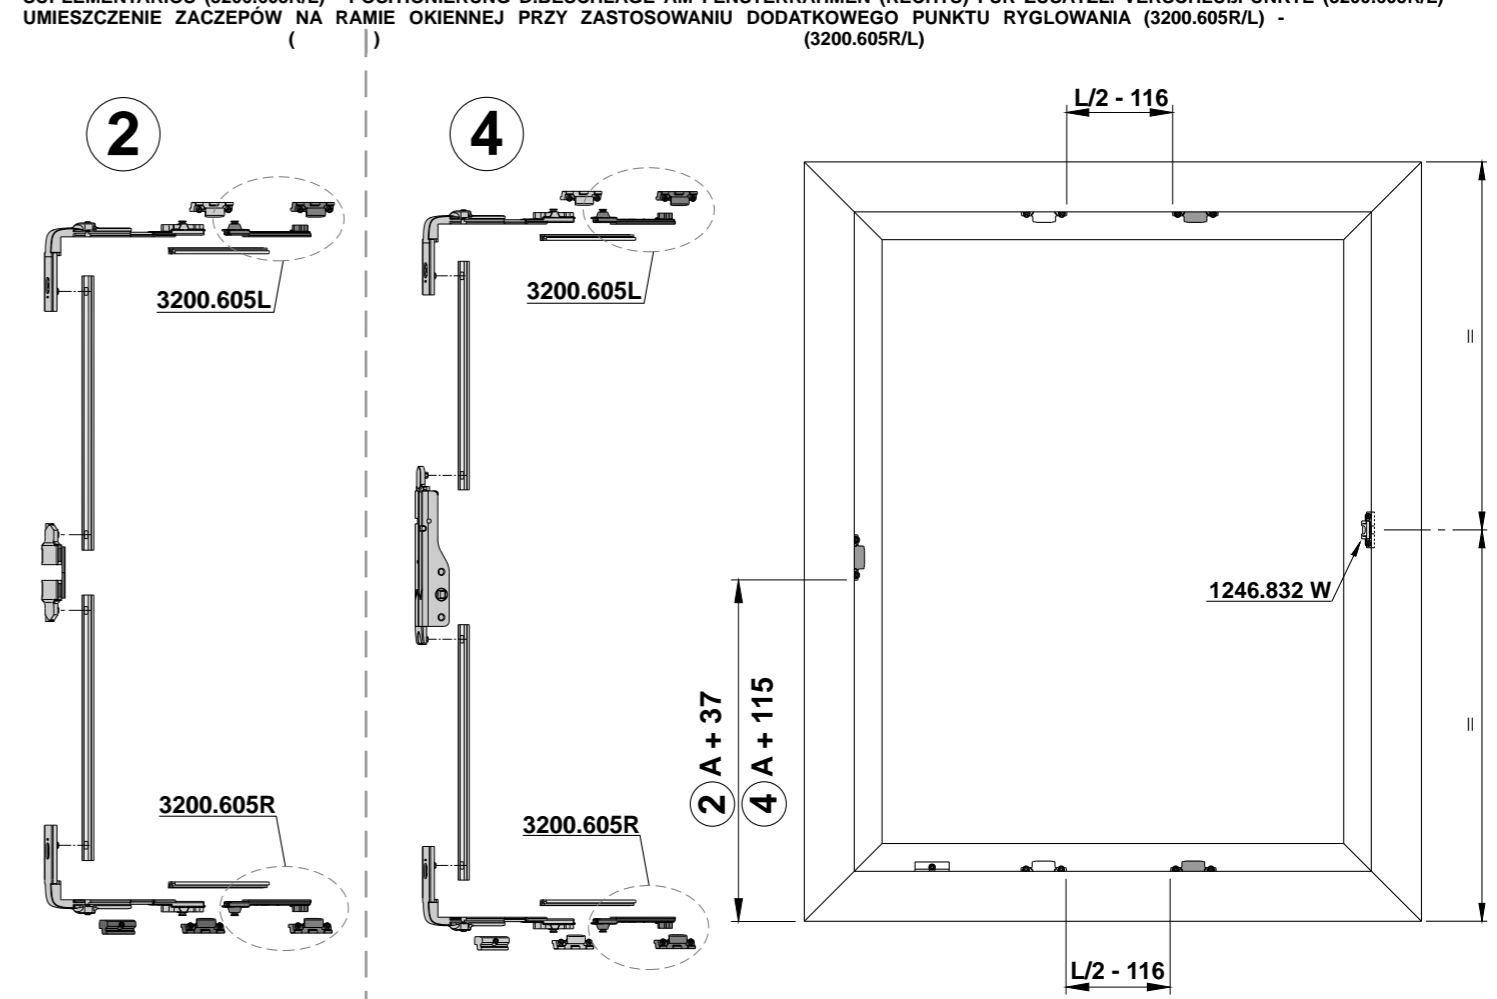 UMIESZCZENIE ZACZEPÓW NA RAMIE OKIENNEJ PRZY ZASTOSOWANIU DODATKOWEGO PUNKTU RYGLOWANIA (3200.605R/L) -
( ) (3200.605R/L)
2
4
L/2 - 116
3200.605L
3200.605L
=
1246.832 W
2 A + 37
4 A + 115
=
3200.605R
3200.605R
L/2 - 116